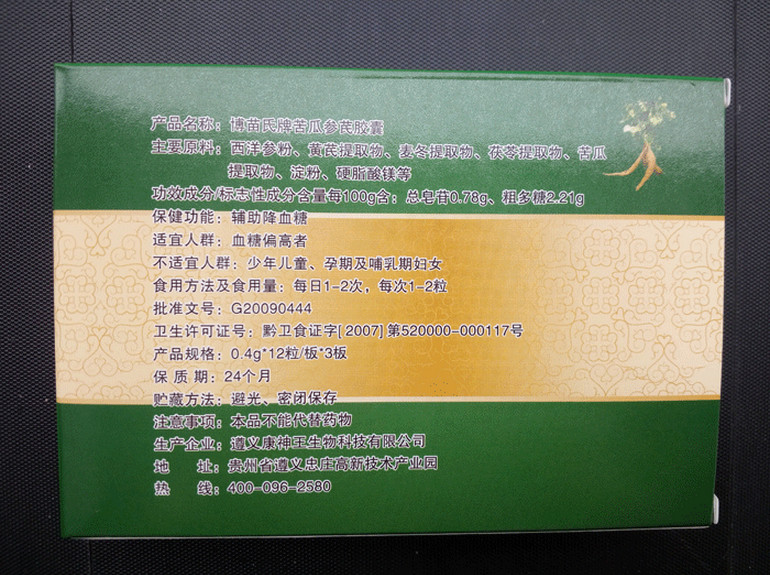 产品名称：博苗氏牌苦瓜参芪胶囊
主要原料：西洋参粉、黄芪提取物、麦冬提取物、茯苓提取物、苦瓜
提取物、淀粉、硬脂酸镁等
功效成分/标志性成分含量每100g含：总皂苷0.78g、粗多糖2.21g
保健功能：辅助降血糖
适宜人群：血糖偏高者
不适宜人群：少年儿童、孕期及哺乳期妇女
食用方法及食用量：每日1-2次，每次1-2粒
批准文号：G20090444
卫生许可证号：黔卫食证字[2007]第520000-000117号
产品规格：0.4g*12粒/板*3板
保 质 期：24个月
贮藏方法：避光、密闭保存
注意事项：本品不能代替药物
生产企业：遵义康神王生物科技有限公司
地 址：贵州省遵义忠庄高新技术产业园
热 线：400-096-2580